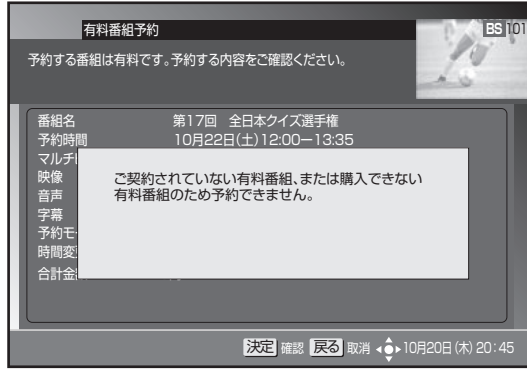 有料番組予約
BS 101
予約する番組は有料です。予約する内容をご確認ください。
番組名 第17回 全日本クイズ選手権
予約時間 10月22日(土)12:00ー13:35
マルチ
映像
音声
字幕
予約モ
時間変
合計金
ご契約されていない有料番組、または購入できない
有料番組のため予約できません。
決定 確認 戻る 取消 10月20日(木)20:45